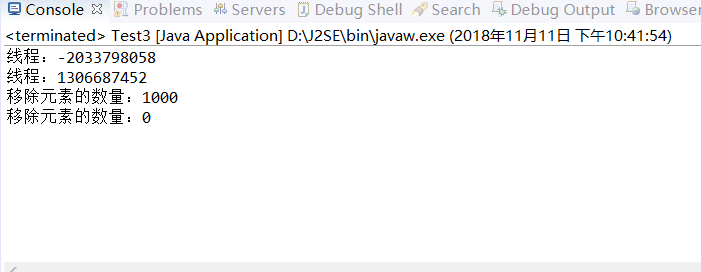 Console Problems Servers Debug Shell Search Debug Output Browser
<terminated> Test3 [Java Application] D:\J2SE\bin\javaw.exe (2018年11月11日 下午10:41:54)
线程：-2033798058
线程：1306687452
移除元素的数量：1000
移除元素的数量：0